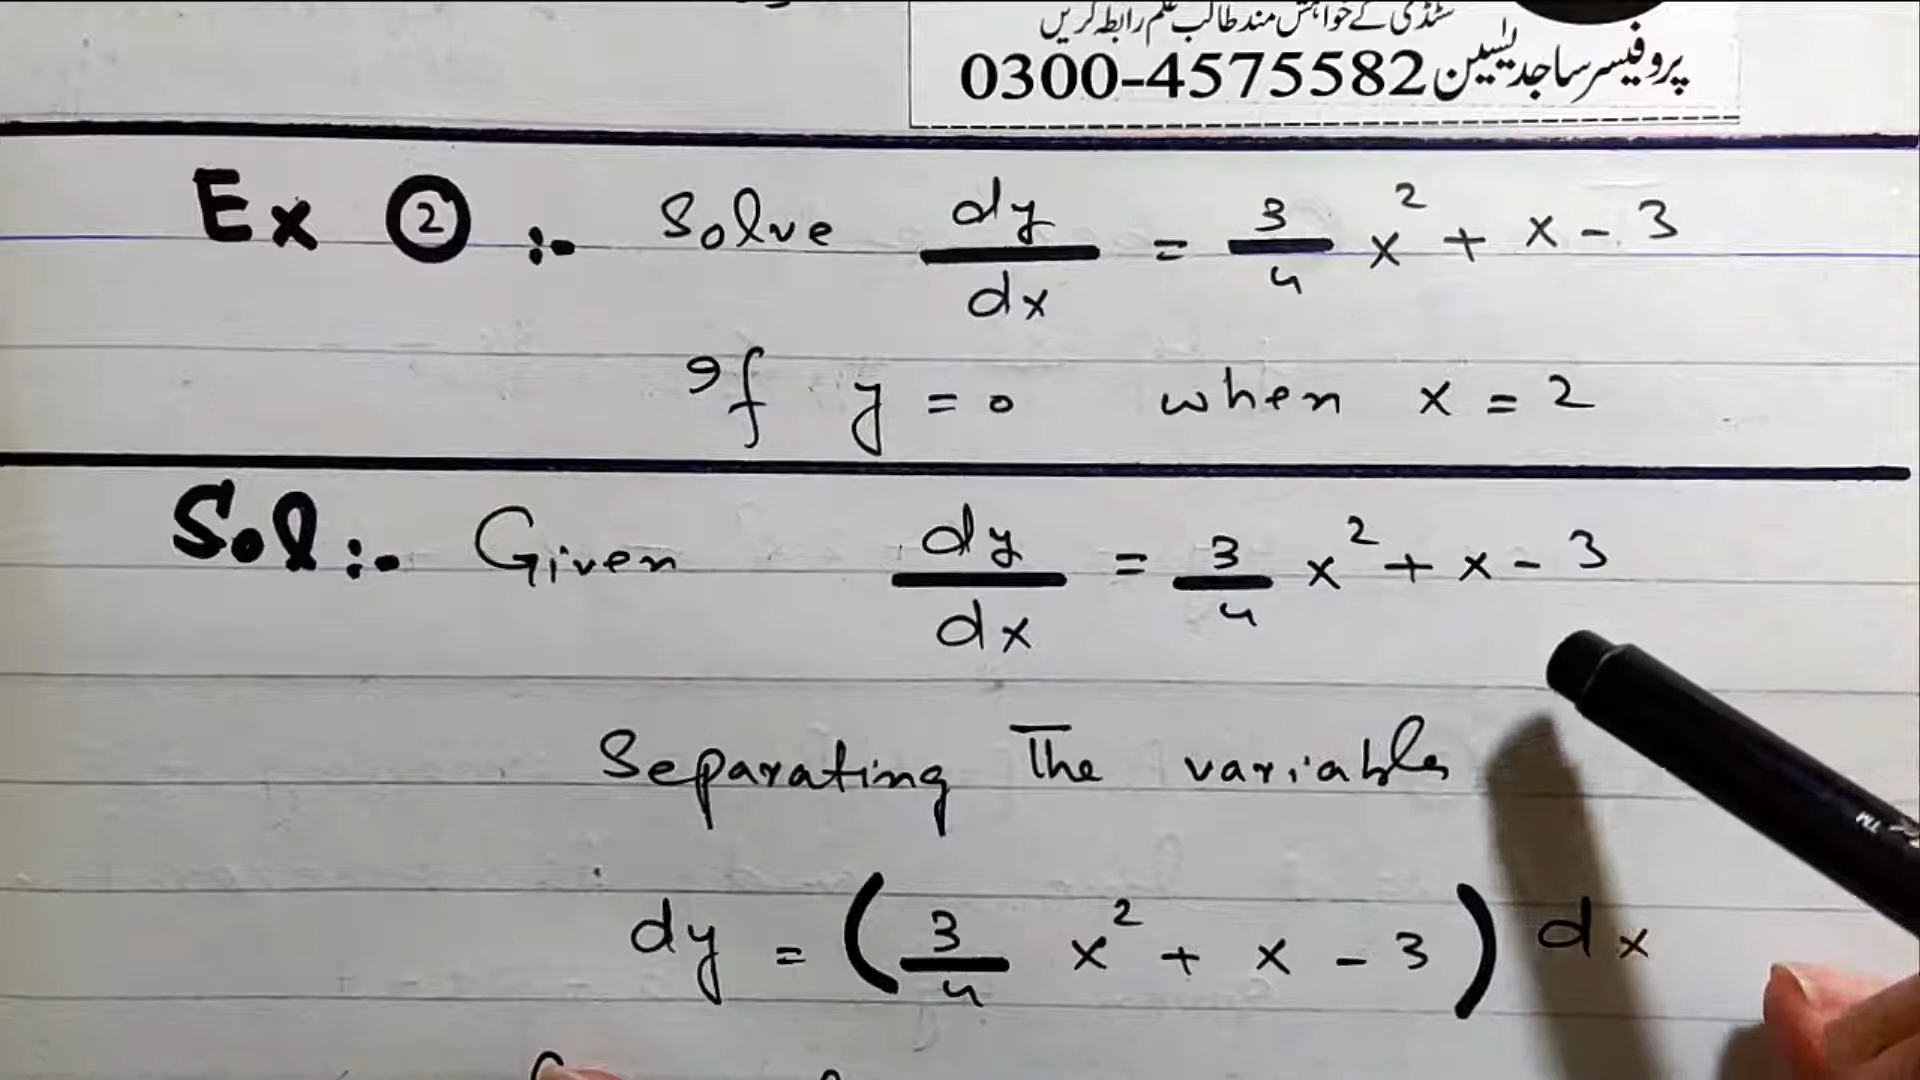 سٹڈی کے خواہش مند طالب علم رابطہ کریں
پروفیسر ساجد یٰسین 0300-4575582
Ex ② :- Solve dy/dx = 3/4 x² + x - 3
If y = 0 when x = 2
Sol :- Given dy/dx = 3/4 x² + x - 3
Separating The variables
dy = (3/4 x² + x - 3) dx